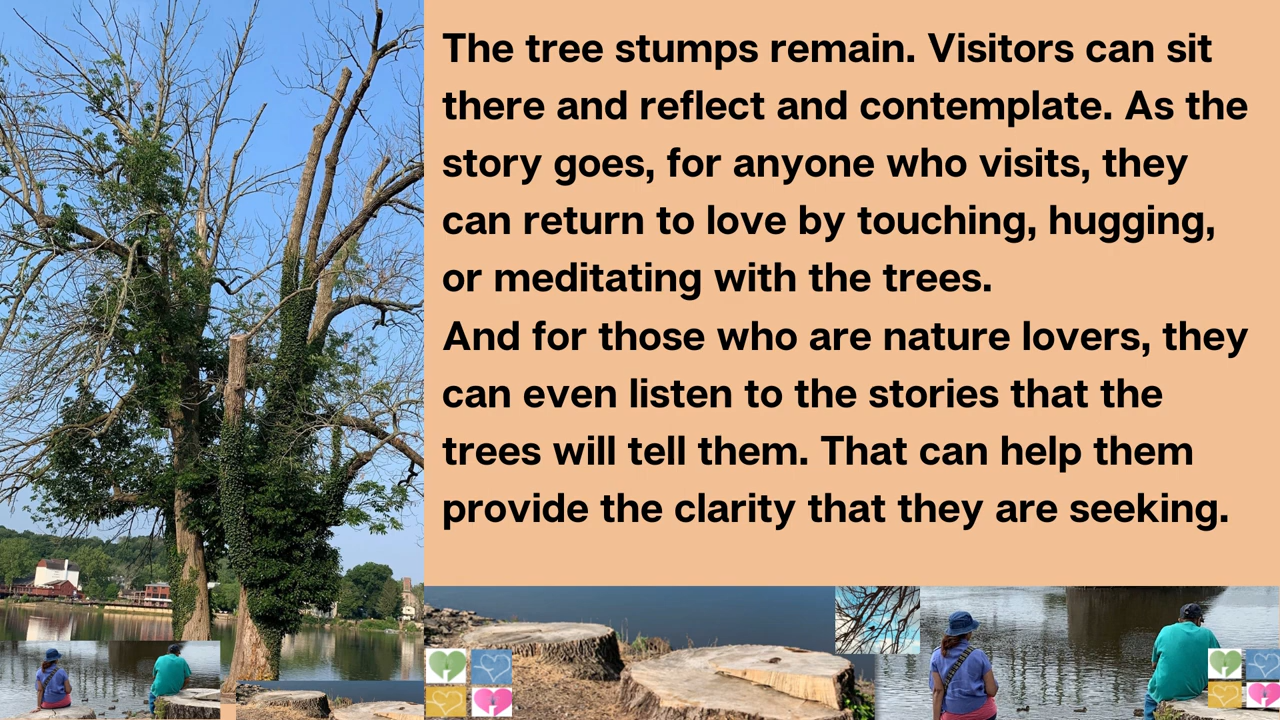 The tree stumps remain. Visitors can sit
there and reflect and contemplate. As the
story goes, for anyone who visits, they
can return to love by touching, hugging,
or meditating with the trees.
And for those who are nature lovers, they
can even listen to the stories that the
trees will tell them. That can help them
provide the clarity that they are seeking.